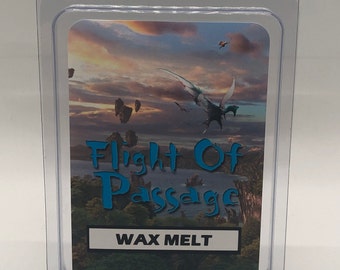 Flight Of
Passage
WAX MELT